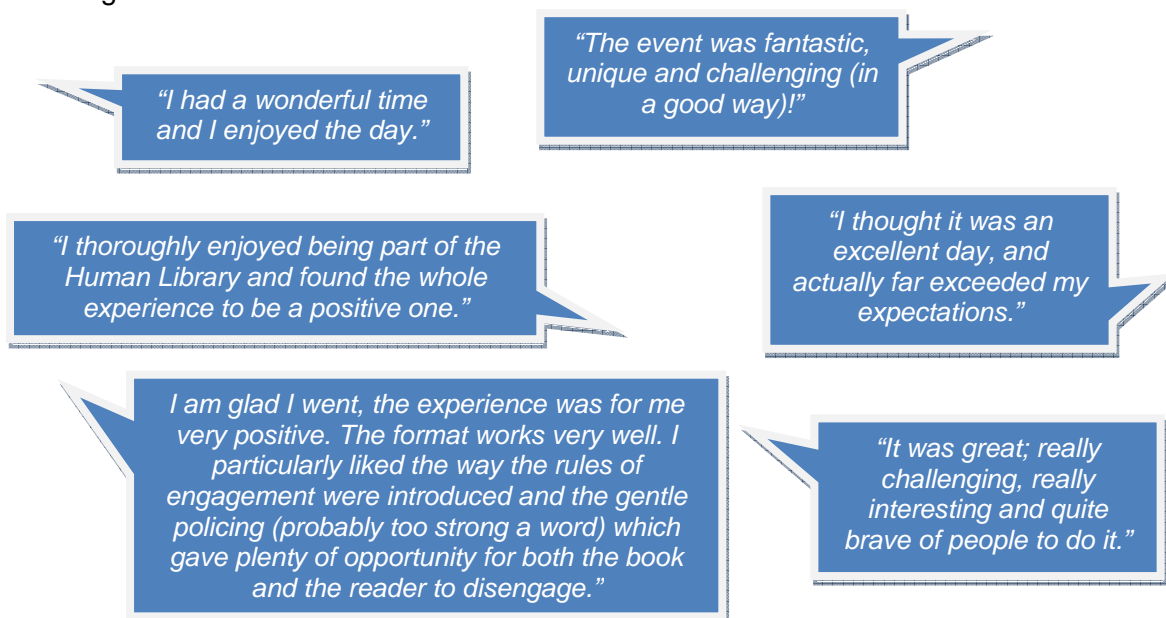 “The event was fantastic,
unique and challenging (in
a good way)!”
“I had a wonderful time
and I enjoyed the day.”
“I thoroughly enjoyed being part of the
Human Library and found the whole
experience to be a positive one.”
“I thought it was an
excellent day, and
actually far exceeded my
expectations.”
I am glad I went, the experience was for me
very positive. The format works very well. I
particularly liked the way the rules of
engagement were introduced and the gentle
policing (probably too strong a word) which
gave plenty of opportunity for both the book
and the reader to disengage.”
“It was great; really
challenging, really
interesting and quite
brave of people to do it.”